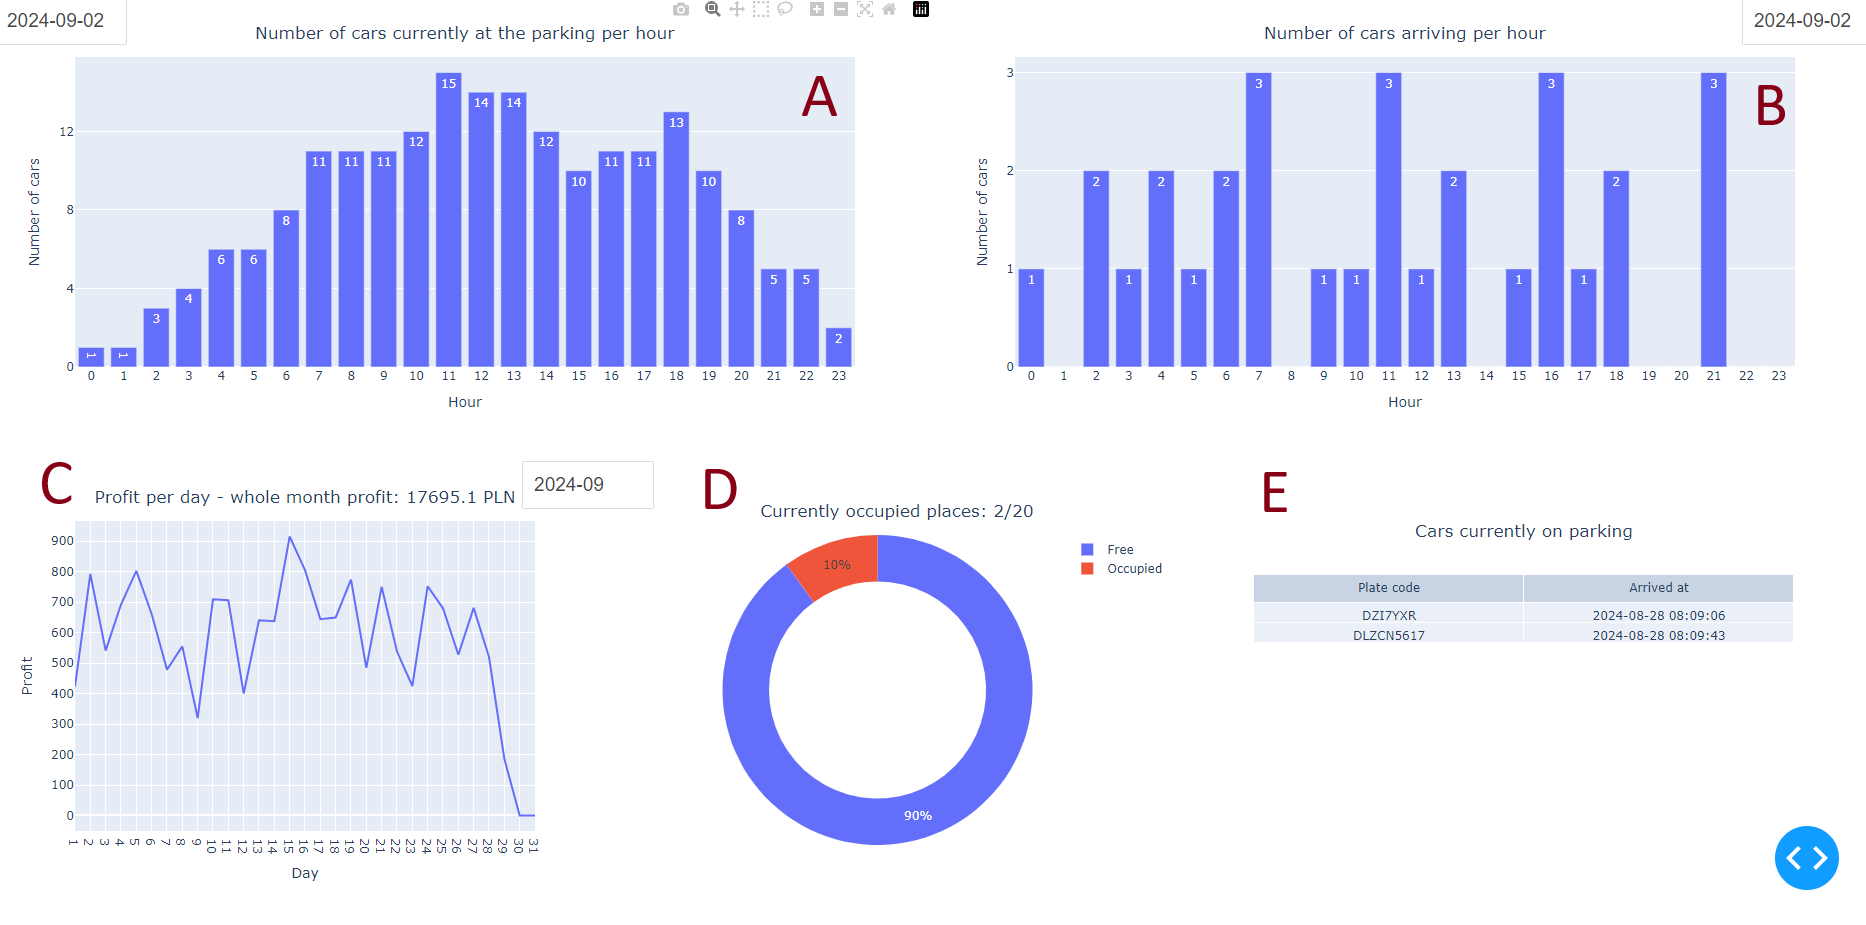 2024-09-02
Number of cars currently at the parking per hour
A
Number of cars
12
8
4
0
1 1 3 4 6 6 8 11 11 11 12 15 14 14 12 10 11 11 13 10 8 5 5 2
0 1 2 3 4 5 6 7 8 9 10 11 12 13 14 15 16 17 18 19 20 21 22 23
Hour
2024-09-02
Number of cars arriving per hour
B
Number of cars
3
2
1
0
1 2 1 2 1 2 3 1 1 3 1 2 1 3 1 2 3
0 1 2 3 4 5 6 7 8 9 10 11 12 13 14 15 16 17 18 19 20 21 22 23
Hour
C
Profit per day - whole month profit: 17695.1 PLN
2024-09
Profit
900
800
700
600
500
400
300
200
100
0
1 2 3 4 5 6 7 8 9 10 11 12 13 14 15 16 17 18 19 20 21 22 23 24 25 26 27 28 29 30 31
Day
D
Currently occupied places: 2/20
10%
90%
Free
Occupied
E
Cars currently on parking
Plate code Arrived at
DZI7YXR 2024-08-28 08:09:06
DLZCN5617 2024-08-28 08:09:43